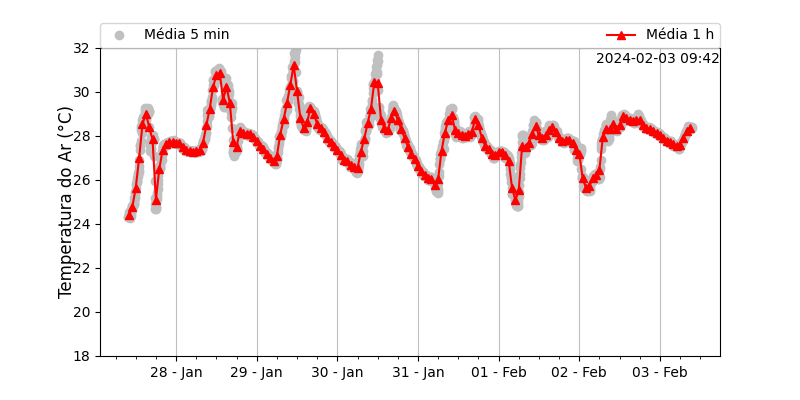 Média 5 min
Média 1 h
2024-02-03 09:42
Temperatura do Ar (°C)
32
30
28
26
24
22
20
18
28 - Jan
29 - Jan
30 - Jan
31 - Jan
01 - Feb
02 - Feb
03 - Feb